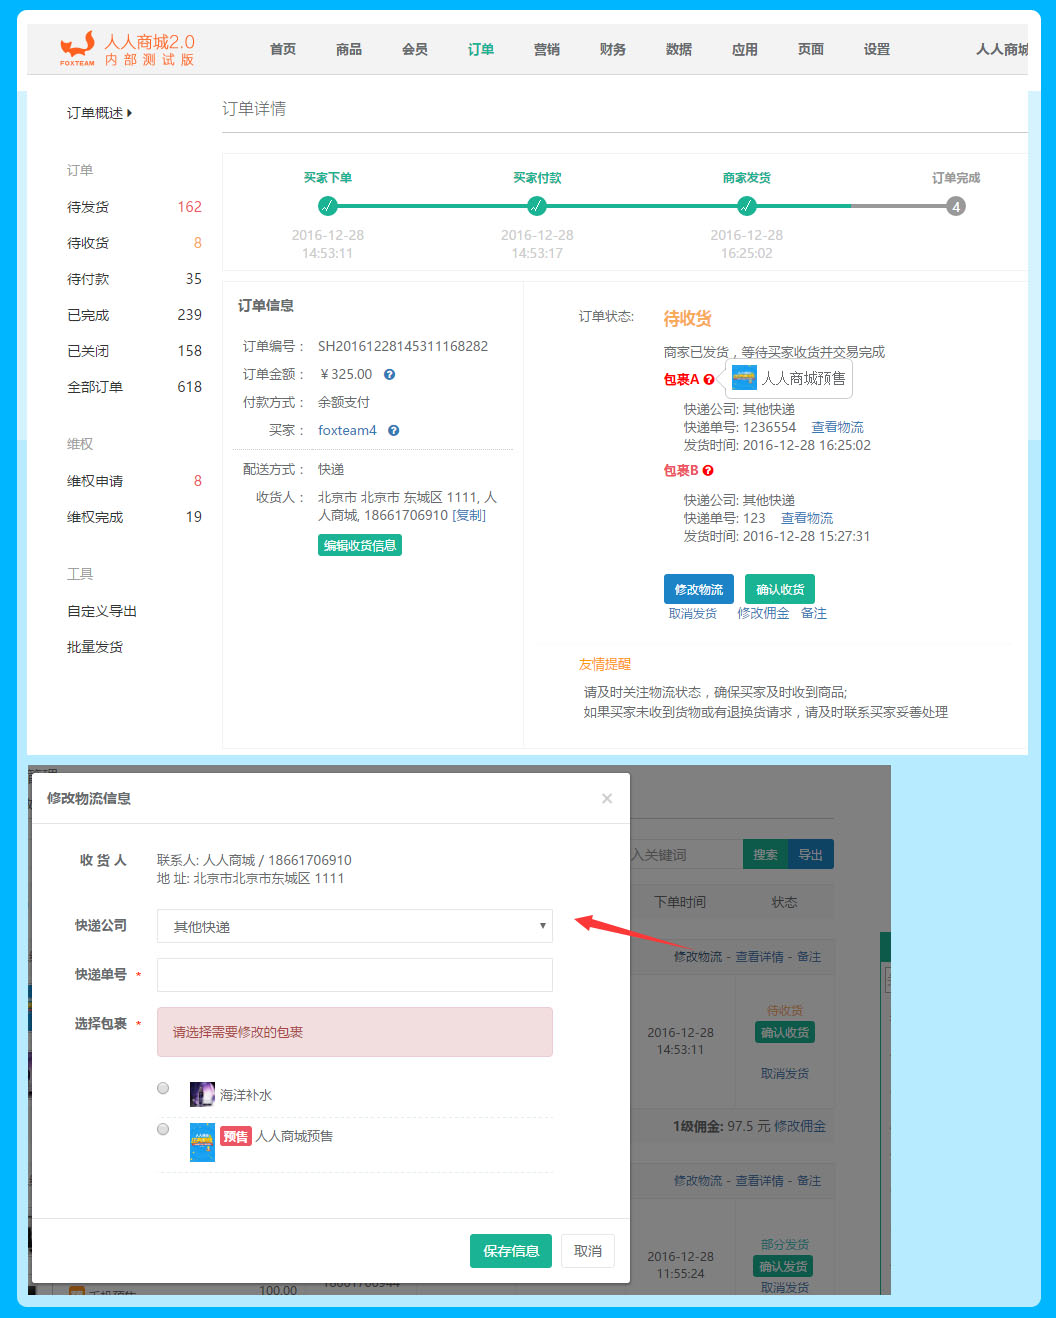 人人商城2.0
FOXTEAM 内部测试版
首页 商品 会员 订单 营销 财务 数据 应用 页面 设置 人人商城
订单概述
订单详情
订单
待发货 162
待收货 8
待付款 35
已完成 239
已关闭 158
全部订单 618
维权
维权申请 8
维权完成 19
工具
自定义导出
批量发货
买家下单 买家付款 商家发货 订单完成
4
2016-12-28 2016-12-28 2016-12-28
14:53:11 14:53:17 16:25:02
订单信息
订单编号： SH20161228145311168282
订单金额： ￥325.00
付款方式： 余额支付
买家： foxteam4
配送方式： 快递
收货人： 北京市 北京市 东城区 1111, 人
人商城, 18661706910 [复制]
编辑收货信息
订单状态: 待收货
商家已发货，等待买家收货并交易完成
包裹A 人人商城预售
快递公司: 其他快递
快递单号: 1236554 查看物流
发货时间: 2016-12-28 16:25:02
包裹B
快递公司: 其他快递
快递单号: 123 查看物流
发货时间: 2016-12-28 15:27:31
修改物流 确认收货
取消发货 修改佣金 备注
友情提醒
请及时关注物流状态，确保买家及时收到商品;
如果买家未收到货物或有退换货请求，请及时联系买家妥善处理
修改物流信息 ×
收 货 人 联系人: 人人商城 / 18661706910
地 址: 北京市北京市东城区 1111
快递公司 其他快递
快递单号 *
选择包裹 * 请选择需要修改的包裹
海洋补水
预售 人人商城预售
保存信息 取消
入关键词 搜索 导出
下单时间 状态
修改物流 - 查看详情 - 备注
待收货
2016-12-28 确认收货
14:53:11
取消发货
1级佣金: 97.5 元 修改佣金
修改物流 - 查看详情 - 备注
部分发货
2016-12-28 确认发货
11:55:24
取消发货
100.00